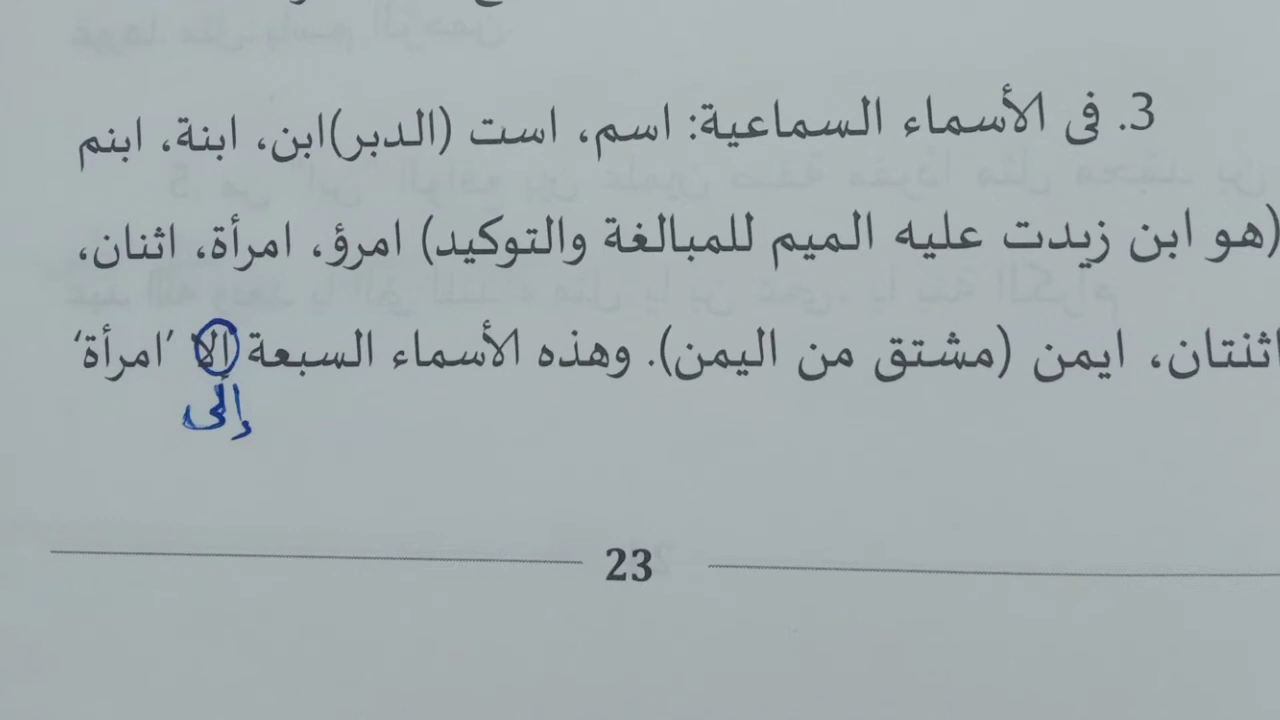 3. فى الأسماء السماعية: اسم، است (الدبر)ابن، ابنة، ابنم
(هو ابن زيدت عليه الميم للمبالغة والتوكيد) امرؤ، امرأة، اثنان،
اثنتان، ايمن (مشتق من اليمن). وهذه الأسماء السبعة الا ’امرأة‘
إلى
23